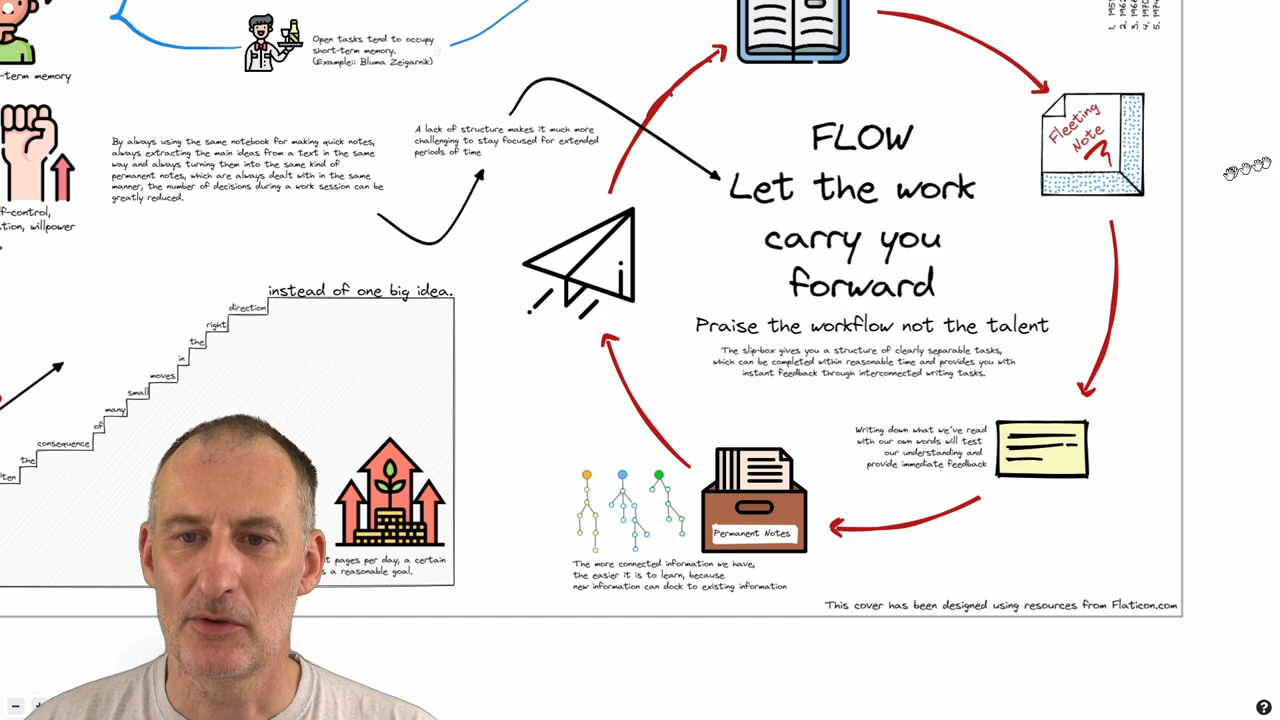 Open tasks tend to occupy
short-term memory.
(Example:: Bluma Zeigarnik)
-term memory
By always using the same notebook for making quick notes,
always extracting the main ideas from a text in the same
way and always turning them into the same kind of
permanent notes, which are always dealt with in the same
manner, the number of decisions during a work session can be
greatly reduced.
A lack of structure makes it much more
challenging to stay focused for extended
periods of time
lf-control,
ation, willpower
FLOW
Let the work
carry you
forward
Praise the workflow not the talent
The slip-box gives you a structure of clearly separable tasks,
which can be completed within reasonable time and provides you with
instant feedback through interconnected writing tasks.
Fleeting
Note
Writing down what we've read
with our own words will test
our understanding and
provide immediate feedback
Permanent Notes
The more connected information we have,
the easier it is to learn, because
new information can dock to existing information
instead of one big idea.
direction
right
the
in
moves
small
many
of
consequence
the
ften
t pages per day, a certain
s a reasonable goal.
This cover has been designed using resources from Flaticon.com